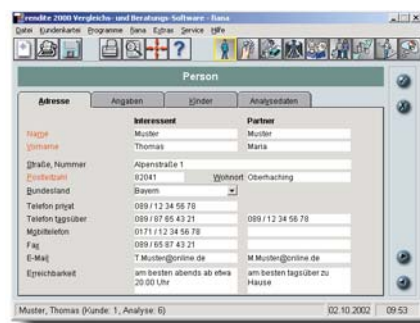 rendite 2000 Vergleichs- und Beratungs-Software - fiana
Datei Kundenkartei Programme fiana Extras Service Hilfe
Person
Adresse Angaben Kinder Analysedaten
Interessent Partner
Name Muster Muster
Vorname Thomas Maria
Straße, Nummer Alpenstraße 1
Postleitzahl 82041 Wohnort Oberhaching
Bundesland Bayern
Telefon privat 089 / 12 34 56 78
Telefon tagsüber 089 / 87 65 43 21 089 / 12 34 56 78
Mobiltelefon 0171 / 12 34 56 78
Fax 089 / 65 87 43 21
E-Mail T.Muster@online.de M.Muster@online.de
Erreichbarkeit am besten abends ab etwa am besten tagsüber zu
20.00 Uhr Hause
Muster, Thomas (Kunde: 1, Analyse: 6) 02.10.2002 09:53